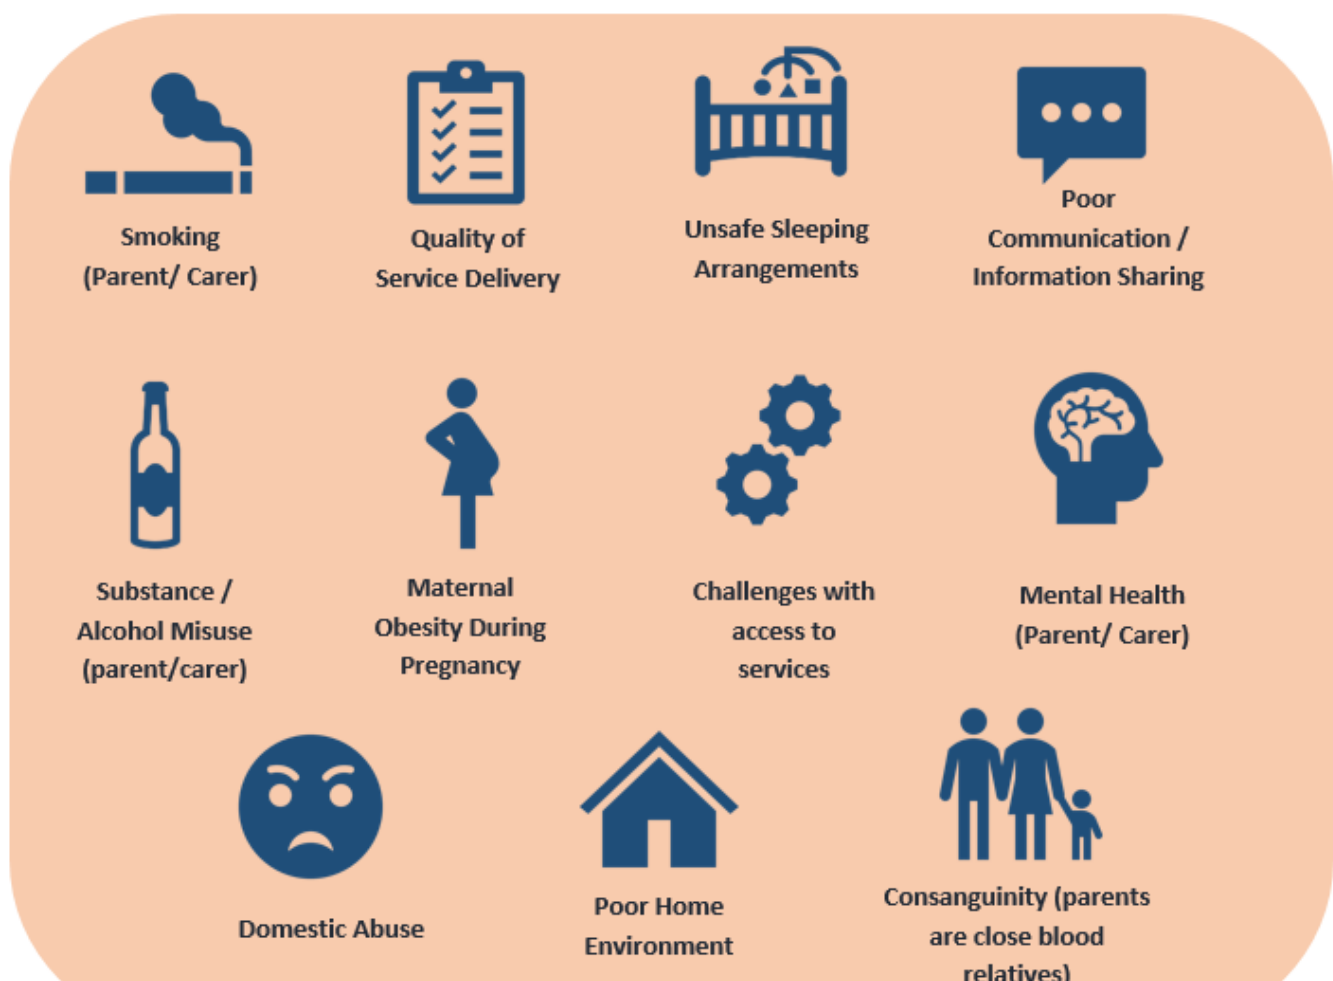 Smoking
(Parent/ Carer)
Quality of
Service Delivery
Unsafe Sleeping
Arrangements
Poor
Communication /
Information Sharing
Substance /
Alcohol Misuse
(parent/carer)
Maternal
Obesity During
Pregnancy
Challenges with
access to
services
Mental Health
(Parent/ Carer)
Domestic Abuse
Poor Home
Environment
Consanguinity (parents
are close blood
relatives)